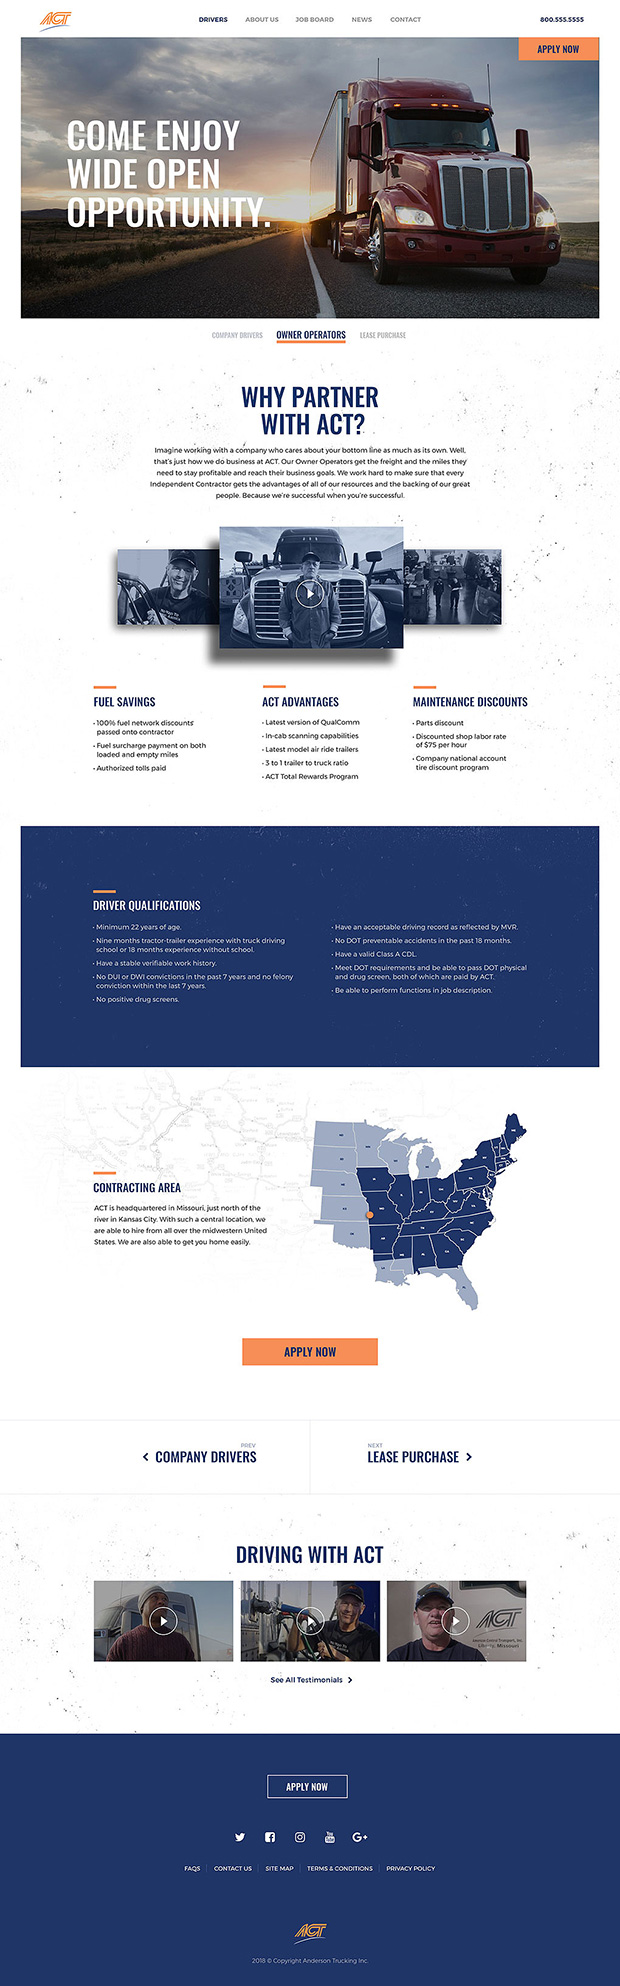 ACT
DRIVERS
ABOUT US
JOB BOARD
NEWS
CONTACT
800.555.5555
APPLY NOW
COME ENJOY
WIDE OPEN
OPPORTUNITY.
COMPANY DRIVERS
OWNER OPERATORS
LEASE PURCHASE
WHY PARTNER
WITH ACT?
Imagine working with a company who cares about your bottom line as much as its own. Well,
that's just how we do business at ACT. Our Owner Operators get the freight and the miles they
need to stay profitable and reach their business goals. We work hard to make sure that every
Independent Contractor gets the advantages of all of our resources and the backing of our great
people. Because we're successful when you're successful.
FUEL SAVINGS
• 100% fuel network discounts
passed onto contractor
• Fuel surcharge payment on both
loaded and empty miles
• Authorized tolls paid
ACT ADVANTAGES
• Latest version of QualComm
• In-cab scanning capabilities
• Latest model air ride trailers
• 3 to 1 trailer to truck ratio
• ACT Total Rewards Program
MAINTENANCE DISCOUNTS
• Parts discount
• Discounted shop labor rate
of $75 per hour
• Company national account
tire discount program
DRIVER QUALIFICATIONS
• Minimum 22 years of age.
• Nine months tractor-trailer experience with truck driving
school or 18 months experience without school.
• Have a stable verifiable work history.
• No DUI or DWI convictions in the past 7 years and no felony
conviction within the last 7 years.
• No positive drug screens.
• Have an acceptable driving record as reflected by MVR.
• No DOT preventable accidents in the past 18 months.
• Have a valid Class A CDL.
• Meet DOT requirements and be able to pass DOT physical
and drug screen, both of which are paid by ACT.
• Be able to perform functions in job description.
CONTRACTING AREA
ACT is headquartered in Missouri, just north of the
river in Kansas City. With such a central location, we
are able to hire from all over the midwestern United
States. We are also able to get you home easily.
APPLY NOW
PREV
COMPANY DRIVERS
NEXT
LEASE PURCHASE
DRIVING WITH ACT
ACT
Liberty, Missouri
See All Testimonials
APPLY NOW
You
Tube
G+
FAQS
CONTACT US
SITE MAP
TERMS & CONDITIONS
PRIVACY POLICY
ACT
2018 © Copyright Anderson Trucking Inc.